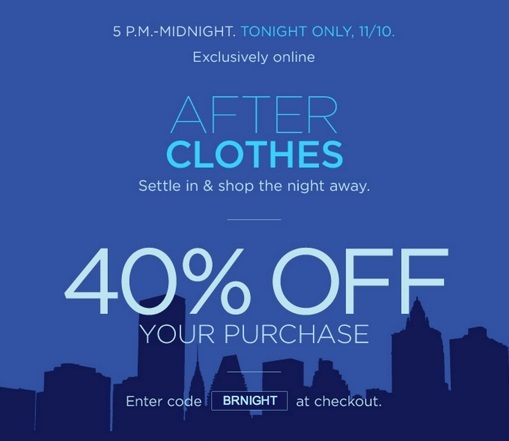 5 P.M.-MIDNIGHT. TONIGHT ONLY, 11/10.
Exclusively online
AFTER
CLOTHES
Settle in & shop the night away.
40% OFF
YOUR PURCHASE
Enter code BRNIGHT at checkout.